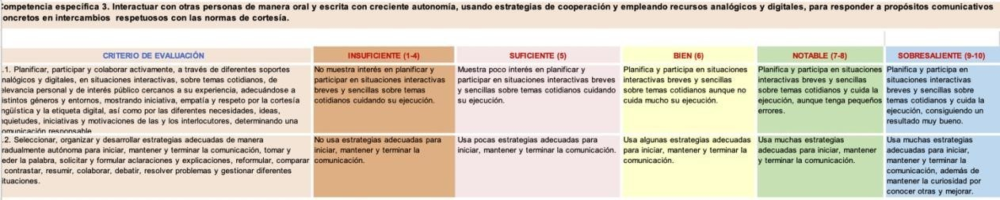 ompetencia específica 3. Interactuar con otras personas de manera oral y escrita con creciente autonomía, usando estrategias de cooperación y empleando recursos analógicos y digitales, para responder a propósitos comunicativos
oncretos en intercambios respetuosos con las normas de cortesía.
CRITERIO DE EVALUACIÓN
INSUFICIENTE (1-4)
SUFICIENTE (5)
BIEN (6)
NOTABLE (7-8)
SOBRESALIENTE (9-10)
.1. Planificar, participar y colaborar activamente, a través de diferentes soportes
nalógicos y digitales, en situaciones interactivas, sobre temas cotidianos, de
elevancia personal y de interés público cercanos a su experiencia, adecuándose a
istintos géneros y entornos, mostrando iniciativa, empatía y respeto por la cortesía
ngüística y la etiqueta digital, así como por las diferentes necesidades, ideas,
nquietudes, iniciativas y motivaciones de las y los interlocutores, determinando una
omunicación responsable
No muestra interés en planificar y
participar en situaciones interactivas
breves y sencillas sobre temas
cotidianos cuidando su ejecución.
Muestra poco interés en planificar y
participar en situaciones interactivas breves
y sencillas sobre temas cotidianos cuidando
su ejecución.
Planifica y participa en situaciones
interactivas breves y sencillas
sobre temas cotidianos aunque no
cuida mucho su ejecución.
Planifica y participa en situaciones
interactivas breves y sencillas
sobre temas cotidianos y cuida la
ejecución, aunque tenga pequeños
errores.
Planifica y participa en
situaciones interactivas
breves y sencillas sobre
temas cotidianos y cuida la
ejecución, consiguiendo un
resultado muy bueno.
.2. Seleccionar, organizar y desarrollar estrategias adecuadas de manera
radualmente autónoma para iniciar, mantener y terminar la comunicación, tomar y
eder la palabra, solicitar y formular aclaraciones y explicaciones, reformular, comparar
contrastar, resumir, colaborar, debatir, resolver problemas y gestionar diferentes
ituaciones.
No usa estrategias adecuadas para
iniciar, mantener y terminar la
comunicación.
Usa pocas estrategias adecuadas para
iniciar, mantener y terminar la comunicación.
Usa algunas estrategias adecuadas
para iniciar, mantener y terminar la
comunicación.
Usa muchas estrategias
adecuadas para iniciar, mantener
y terminar la comunicación.
Usa muchas estrategias
adecuadas para iniciar,
mantener y terminar la
comunicación, además de
mantener la curiosidad por
conocer otras y mejorar.